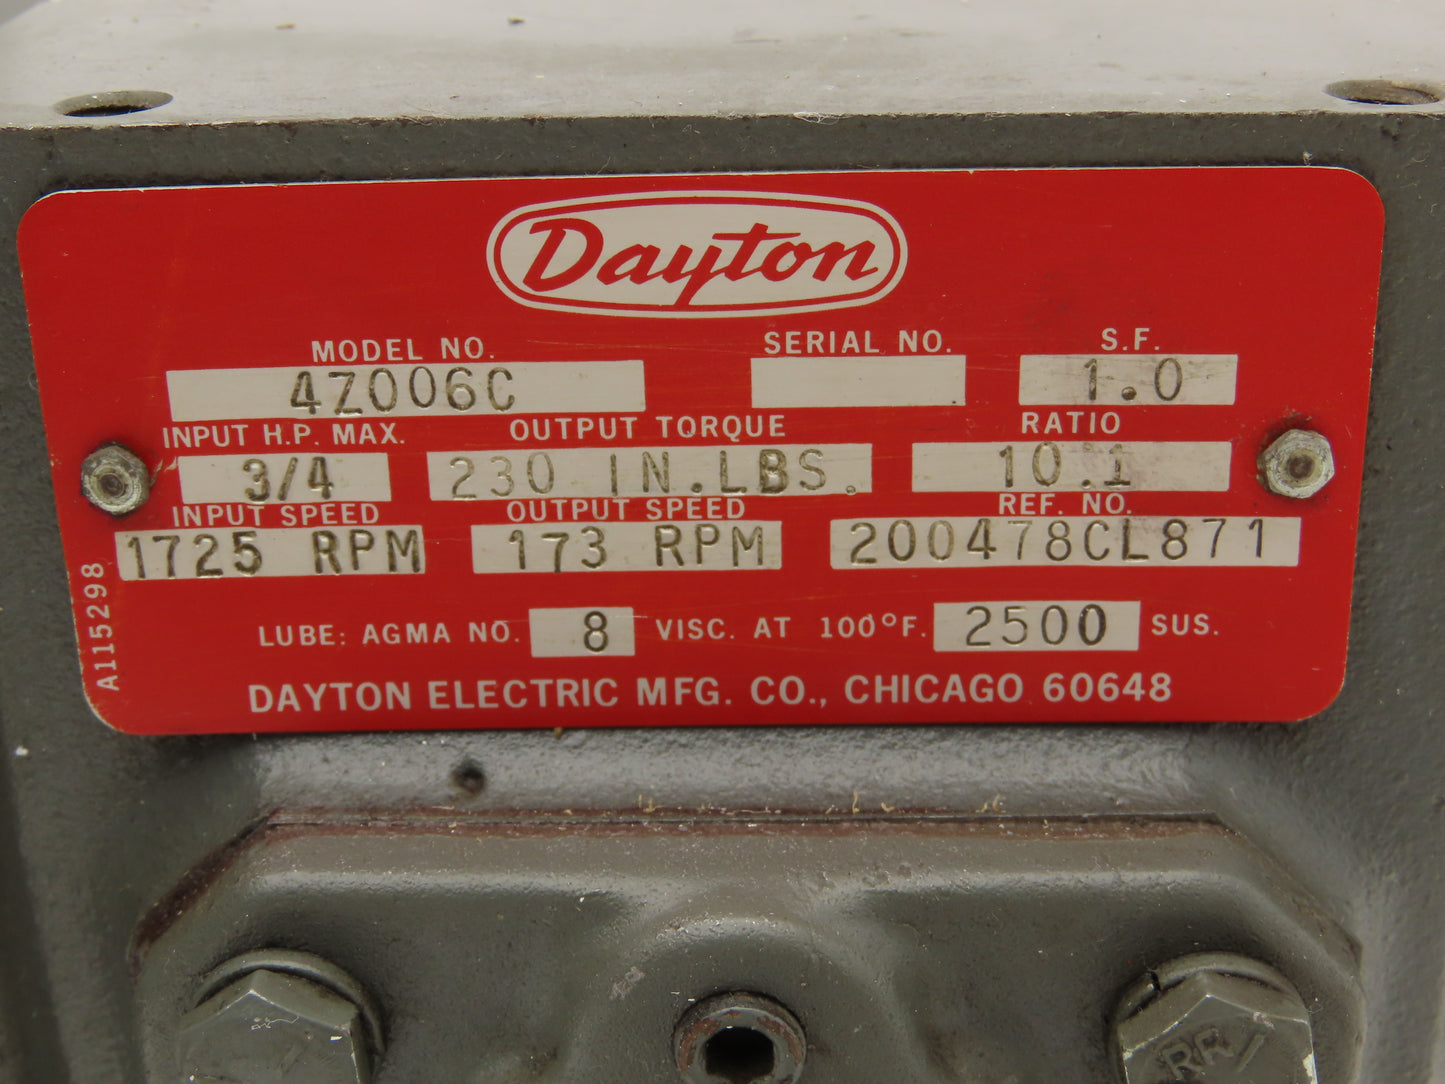 Dayton
MODEL NO. SERIAL NO. S.F.
4Z006C 1.0
INPUT H.P. MAX. OUTPUT TORQUE RATIO
3/4 230 IN.LBS. 10.1
INPUT SPEED OUTPUT SPEED REF. NO.
1725 RPM 173 RPM 200478CL871
LUBE: AGMA NO. 8 VISC. AT 100°F. 2500 SUS.
DAYTON ELECTRIC MFG. CO., CHICAGO 60648
A115298